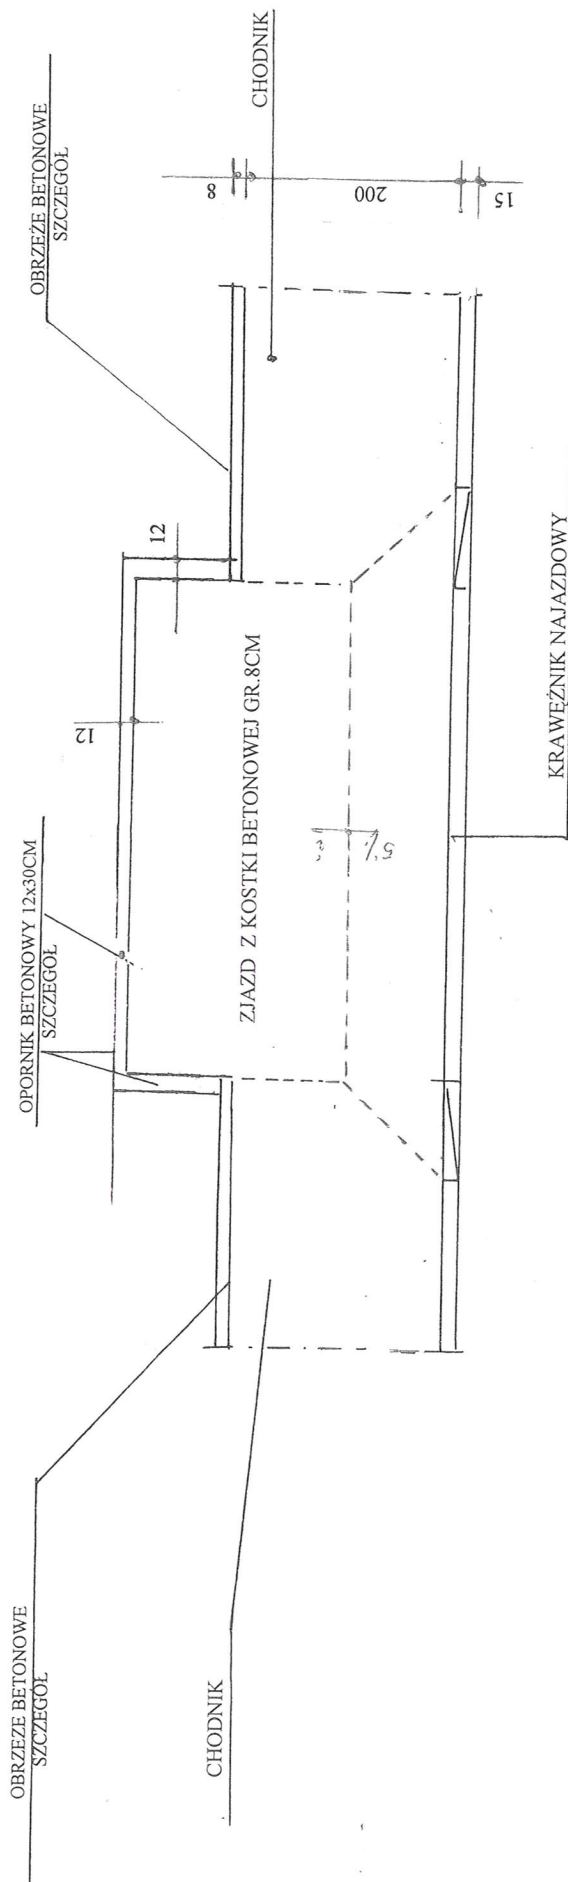 OBRZEŻE BETONOWE
SZCZEGÓŁ
CHODNIK
OPORNIK BETONOWY 12x30CM
SZCZEGÓŁ
12
12
ZJAZD Z KOSTKI BETONOWEJ GR.8CM
5%
KRAWĘŻNIK NAJAZDOWY
OBRZEŻE BETONOWE
SZCZEGÓŁ
CHODNIK
8
200
15